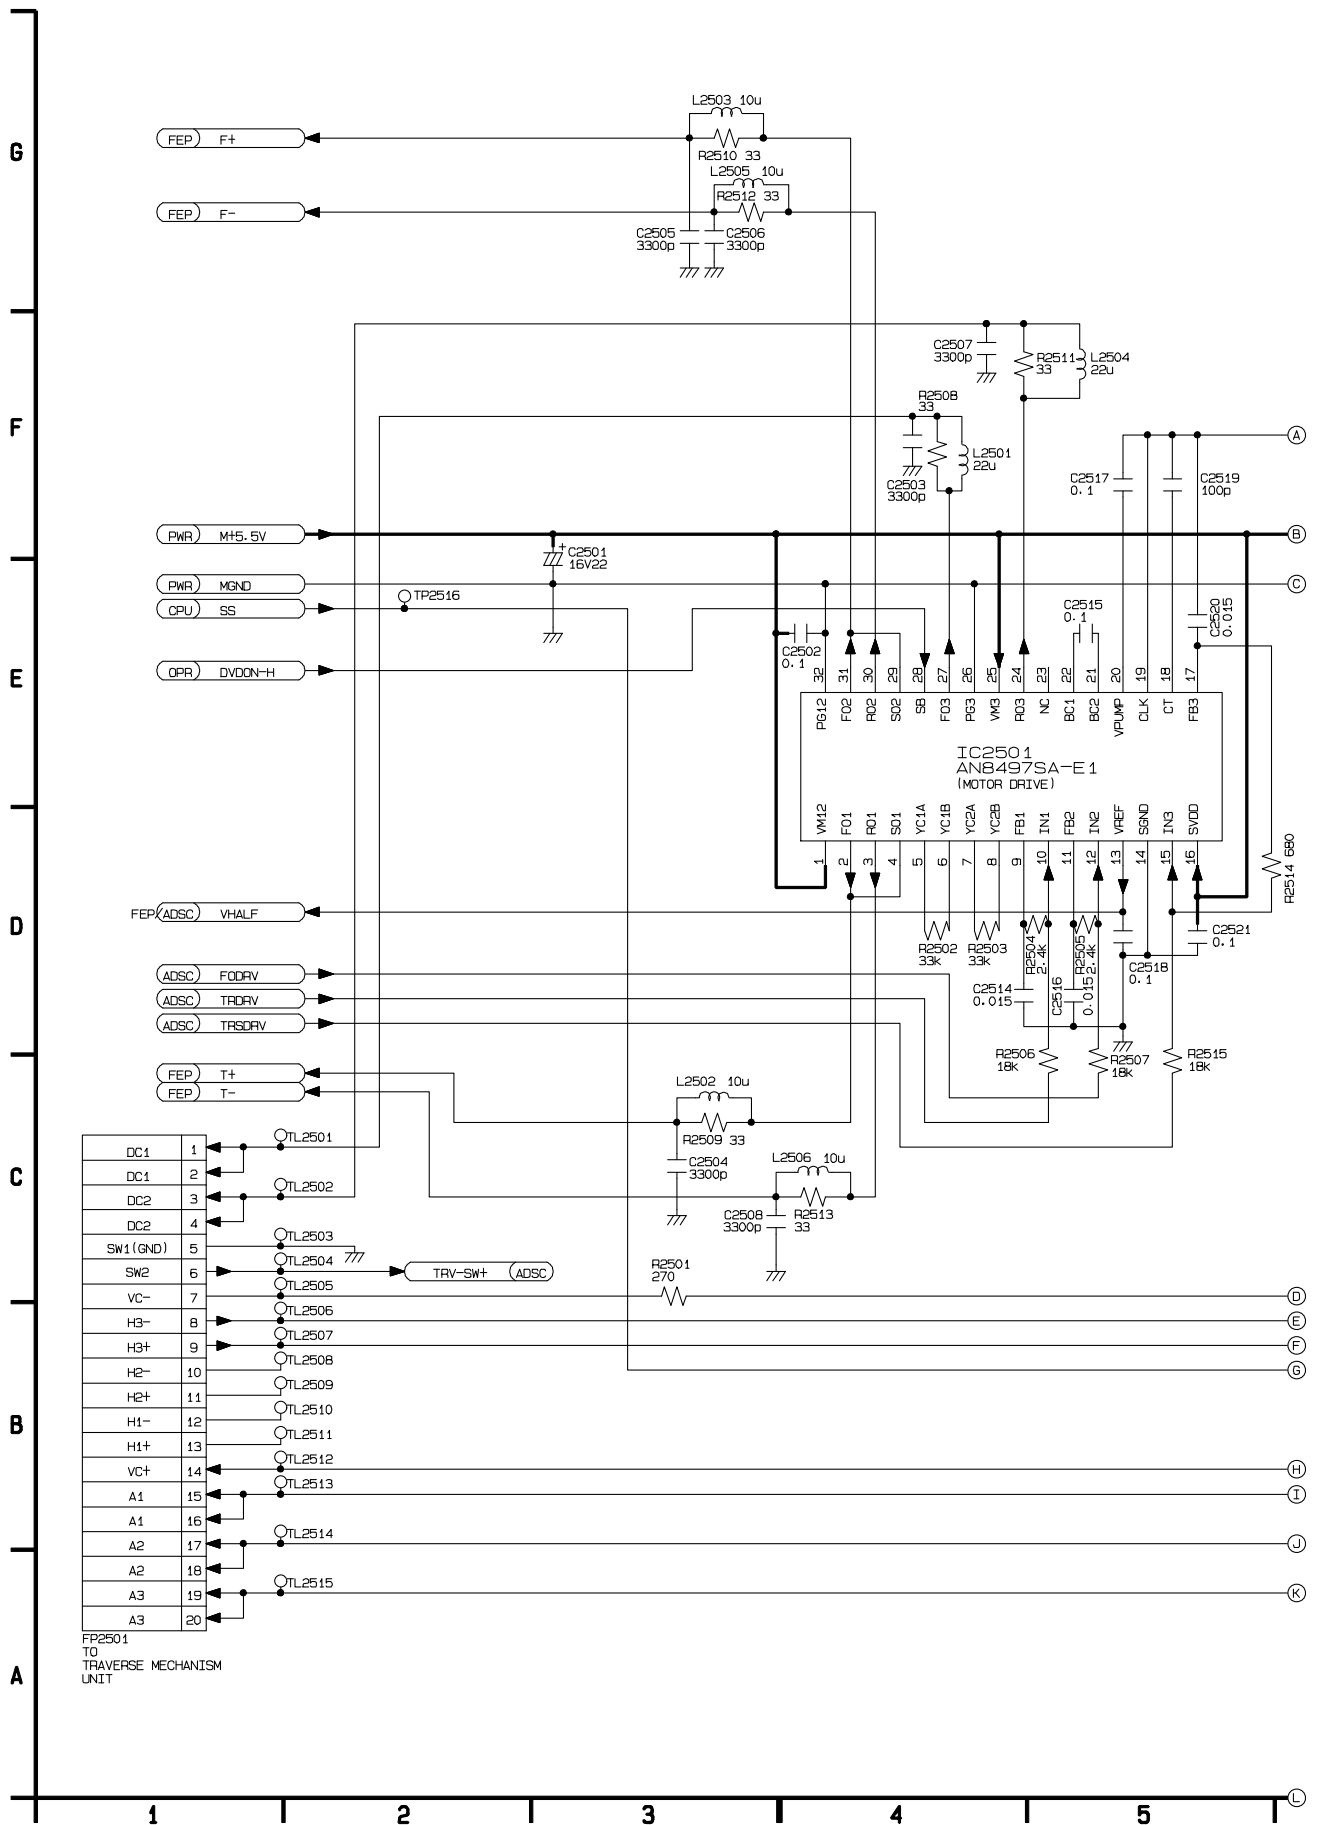 G
F
E
D
C
B
A
L2503 10u
FEP F+
R2510 33
L2505 10u
R2512 33
FEP F-
C2505
3300p
C2506
3300p
C2507
3300p
R2511
33
L2504
22u
R2508
33
L2501
22u
C2503
3300p
A
C2517
0.1
C2519
100p
PWR M+5.5V
B
+
C2501
16V22
PWR MGND
C
CPU SS
TP2516
C2515
0.1
C2520
0.015
C2502
0.1
OPR DVDON-H
32 31 30 29 28 27 26 25 24 23 22 21 20 19 18 17
PG12 FO2 RO2 SO2 SB FO3 PG3 VM3 RO3 NC BC1 BC2 VPUMP CLK CT FB3
IC2501
AN8497SA-E1
(MOTOR DRIVE)
VM12 FO1 RO1 SO1 YC1A YC1B YC2A YC2B FB1 IN1 FB2 IN2 VREF SGND IN3 SVDD
1 2 3 4 5 6 7 8 9 10 11 12 13 14 15 16
R2514 680
FEP/ADSC VHALF
R2502
33k
R2503
33k
R2504
2.4k
R2505
2.4k
C2521
0.1
C2518
0.1
ADSC FODRV
C2514
0.015
C2516
0.015
ADSC TRDRV
ADSC TRSDRV
R2506
18k
R2507
18k
R2515
18k
FEP T+
FEP T-
L2502 10u
R2509 33
C2504
3300p
L2506 10u
C2508
3300p
R2513
33
DC1 1 TL2501
DC1 2
DC2 3 TL2502
DC2 4
SW1(GND) 5 TL2503
SW2 6 TL2504
TRV-SW+ ADSC
R2501
270
VC- 7 TL2505 D
H3- 8 TL2506 E
H3+ 9 TL2507 F
H2- 10 TL2508 G
H2+ 11 TL2509
H1- 12 TL2510
H1+ 13 TL2511
VC+ 14 TL2512 H
A1 15 TL2513 I
A1 16
A2 17 TL2514 J
A2 18
A3 19 TL2515 K
A3 20
FP2501
TO
TRAVERSE MECHANISM
UNIT
L
1 2 3 4 5